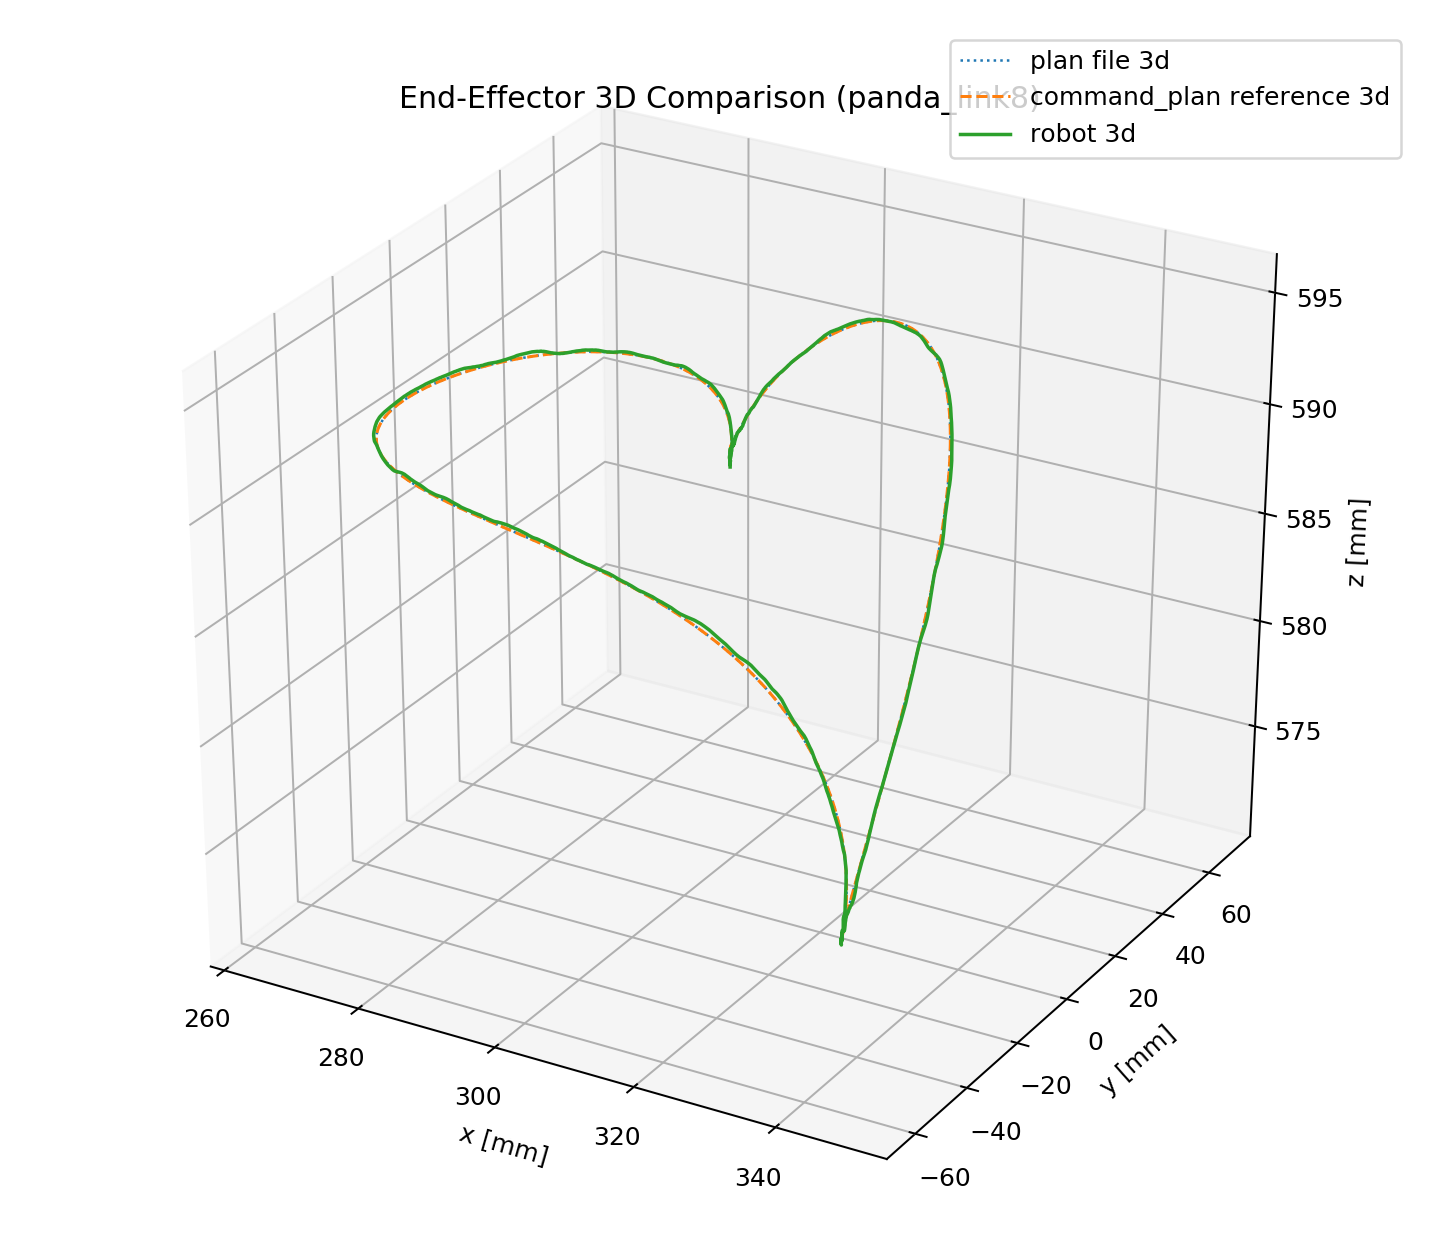 End-Effector 3D Comparison (panda_link8)
plan file 3d
command_plan reference 3d
robot 3d
595
590
585
580
575
z [mm]
60
40
20
0
−20
−40
−60
y [mm]
260
280
300
320
340
x [mm]